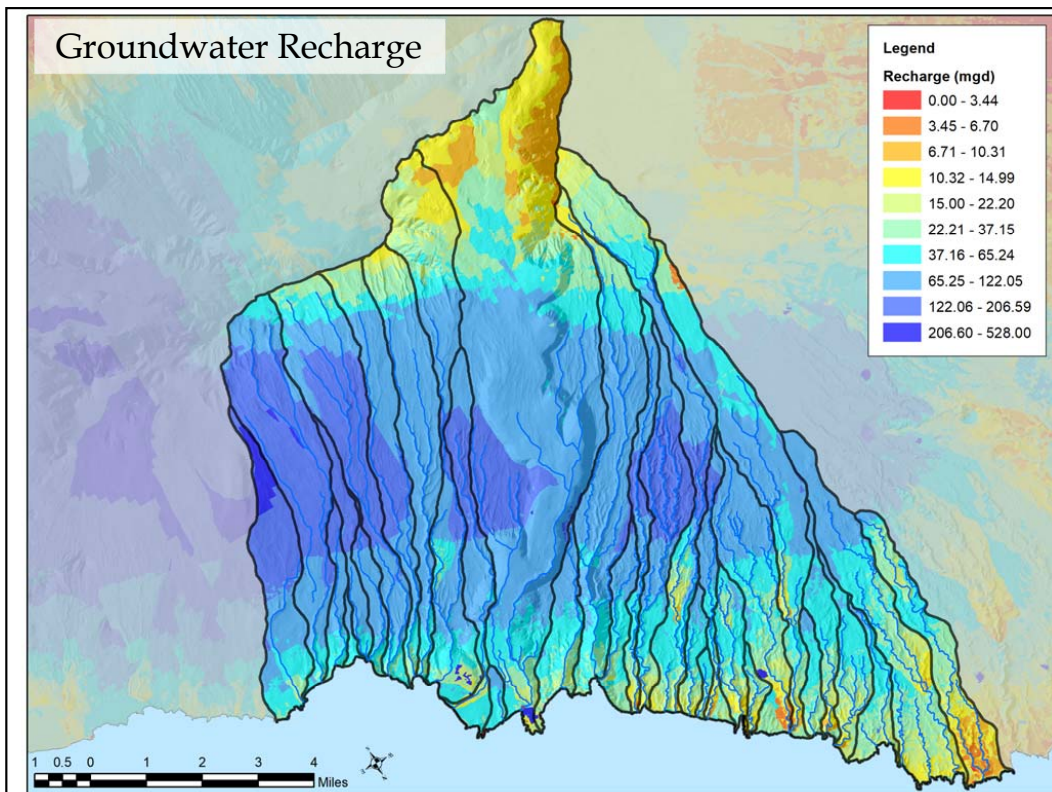 Groundwater Recharge
Legend
Recharge (mgd)
0.00 - 3.44
3.45 - 6.70
6.71 - 10.31
10.32 - 14.99
15.00 - 22.20
22.21 - 37.15
37.16 - 65.24
65.25 - 122.05
122.06 - 206.59
206.60 - 528.00
1 0.5 0 1 2 3 4
Miles